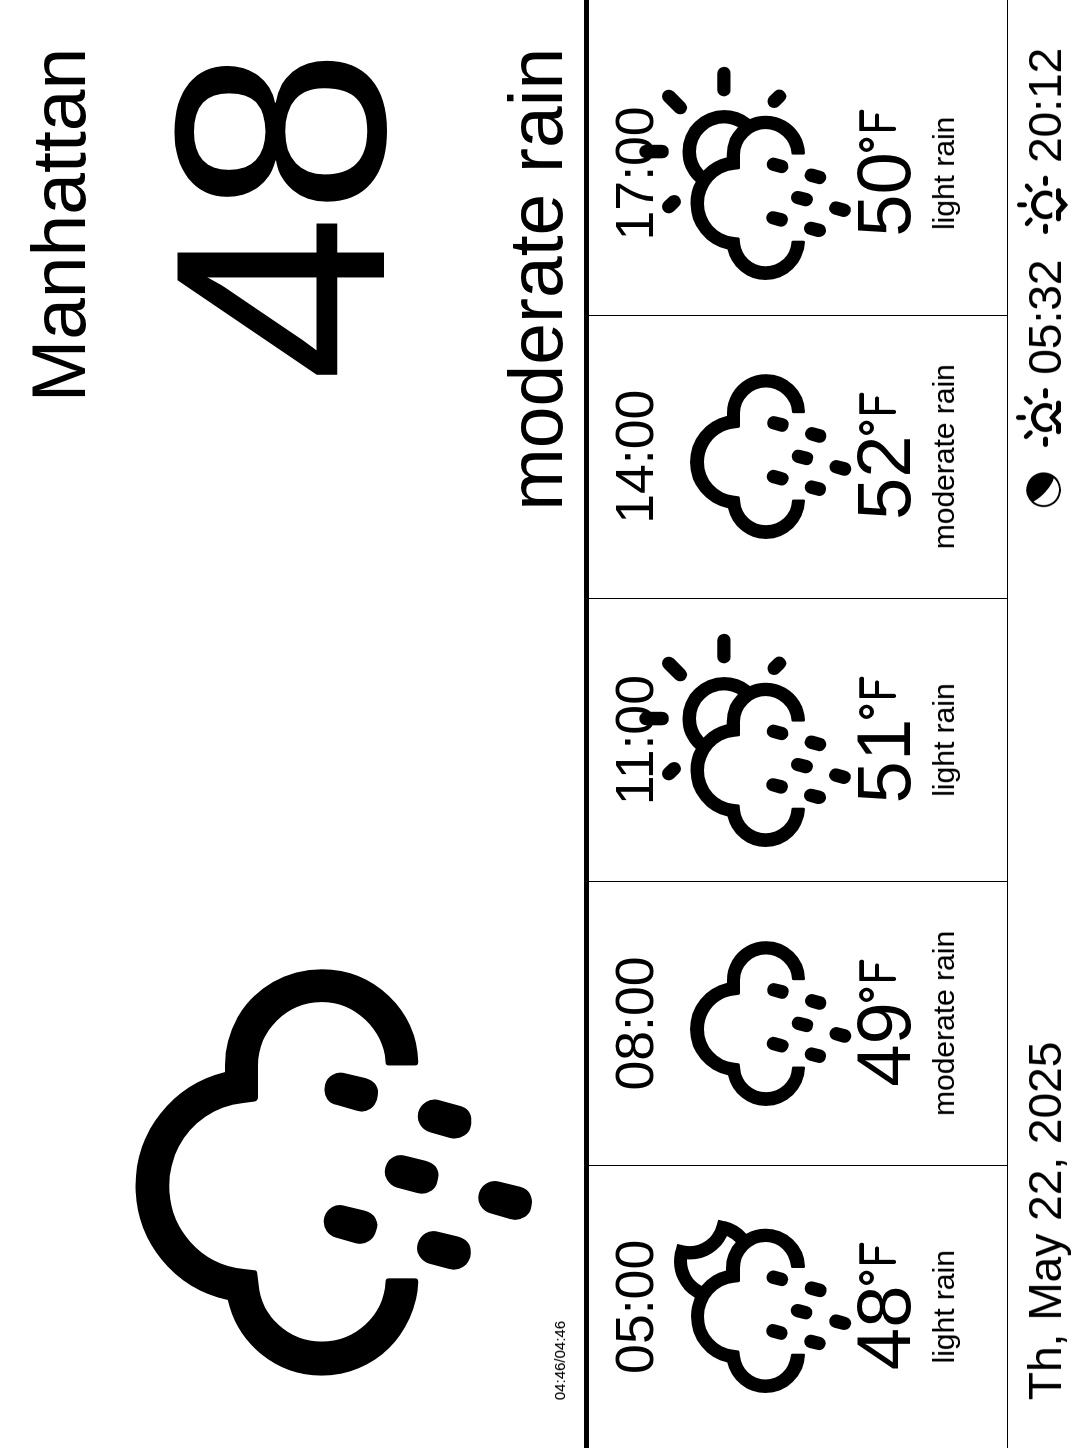 Manhattan
48
moderate rain
04:46/04:46
05:00
48°F
light rain
08:00
49°F
moderate rain
11:00
51°F
light rain
14:00
52°F
moderate rain
17:00
50°F
light rain
Th, May 22, 2025
05:32 20:12